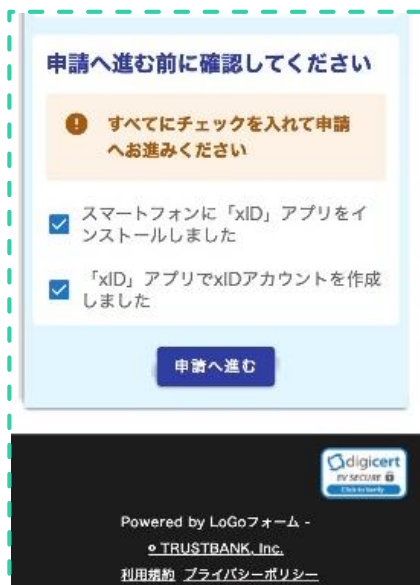 申請へ進む前に確認してください
すべてにチェックを入れて申請
へお進みください
スマートフォンに「xID」アプリをイ
ンストールしました
「xID」アプリでxIDアカウントを作成
しました
申請へ進む
digicert
EV SECURE
Click to Verify
Powered by LoGoフォーム -
© TRUSTBANK, Inc.
利用規約 プライバシーポリシー